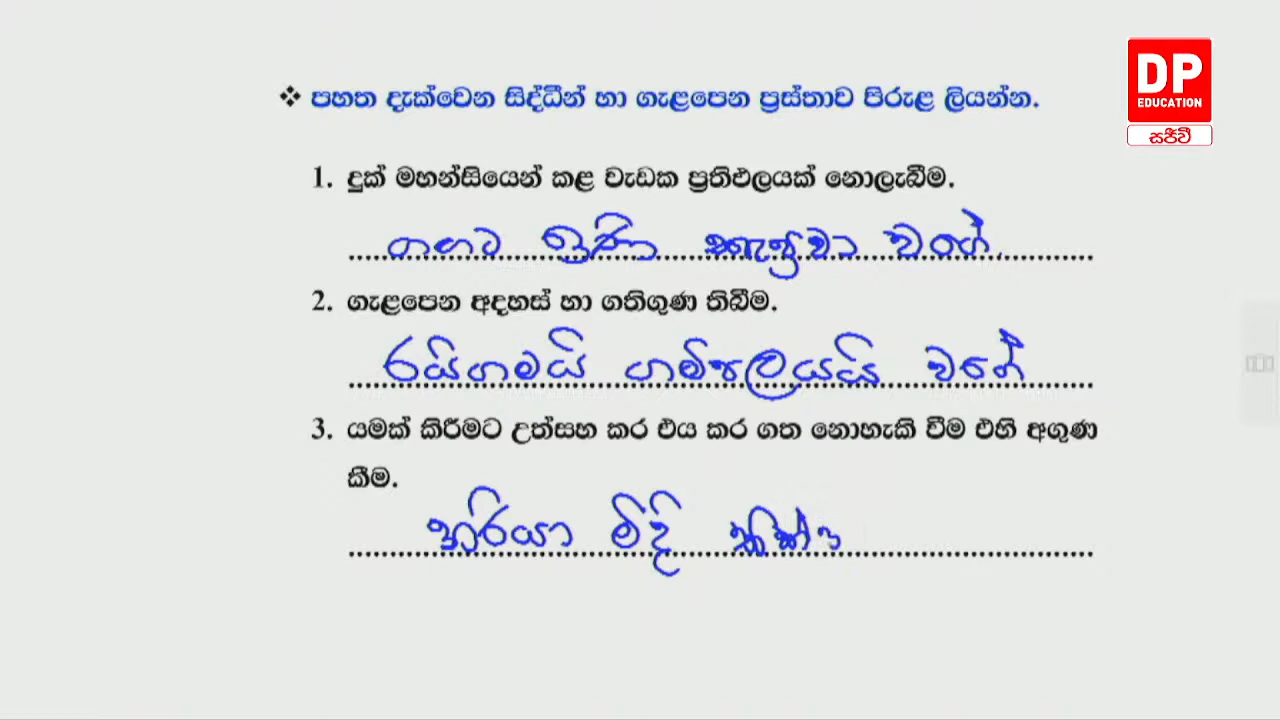 DP
EDUCATION
සජීවී
❖ පහත දැක්වෙන සිද්ධීන් හා ගැළපෙන ප්‍රස්තාව පිරුළ ලියන්න.
1. දුක් මහන්සියෙන් කළ වැඩක ප්‍රතිඵලයක් නොලැබීම.
ගඟට ඉණි කැපුවා වගේ.
2. ගැළපෙන අදහස් හා ගතිගුණ තිබීම.
රයිගමයි ගම්පලයයි වගේ
3. යමක් කිරීමට උත්සහ කර එය කර ගත නොහැකි වීම එහි අගුණ
කීම.
නරියා මිදි